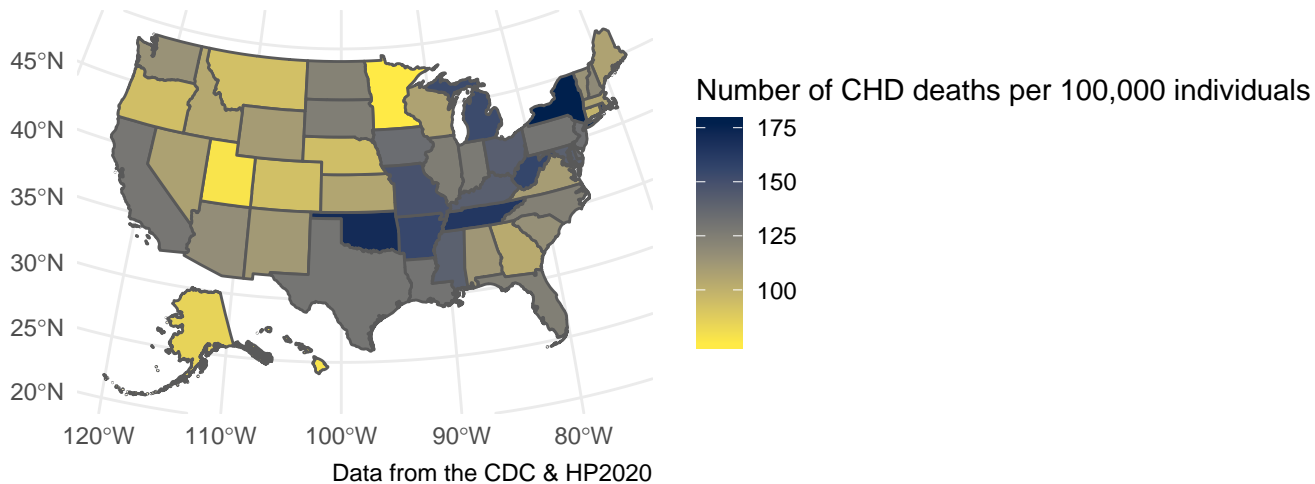 45°N
40°N
35°N
30°N
25°N
20°N
120°W 110°W 100°W 90°W 80°W
Data from the CDC & HP2020
Number of CHD deaths per 100,000 individuals
175
150
125
100